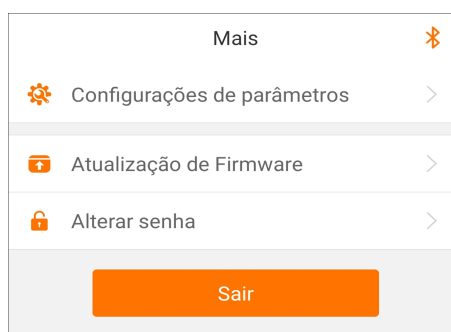 Mais
Configurações de parâmetros
Atualização de Firmware
Alterar senha
Sair